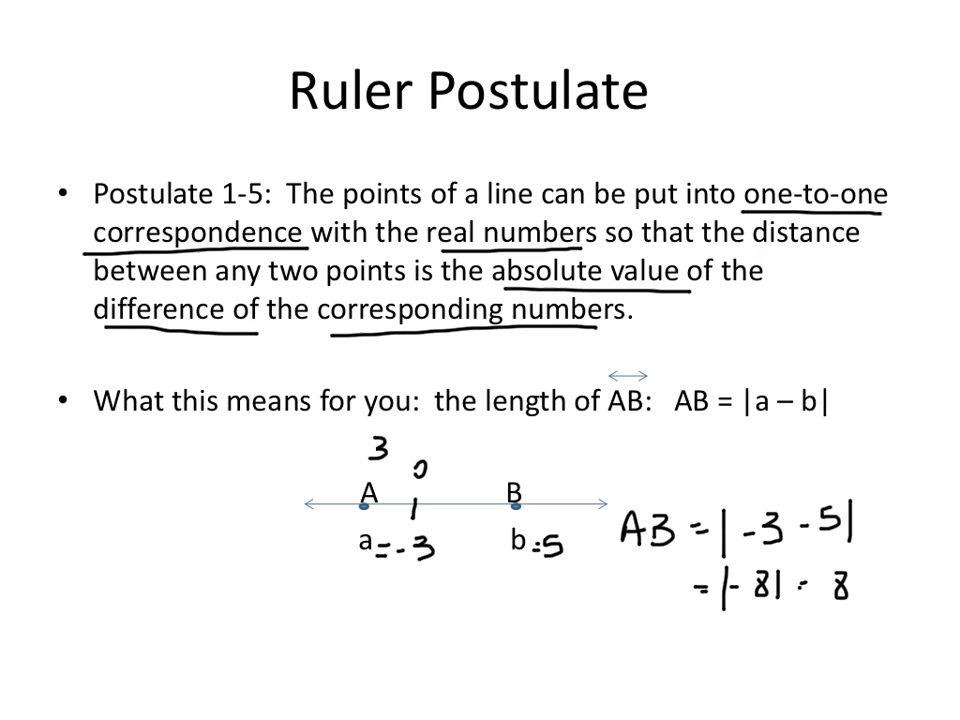 Ruler Postulate
• Postulate 1-5: The points of a line can be put into one-to-one
correspondence with the real numbers so that the distance
between any two points is the absolute value of the
difference of the corresponding numbers.
• What this means for you: the length of AB: AB = |a – b|
3
0
A B
a = -3 b = 5
AB = |-3 - 5|
= |-8| = 8